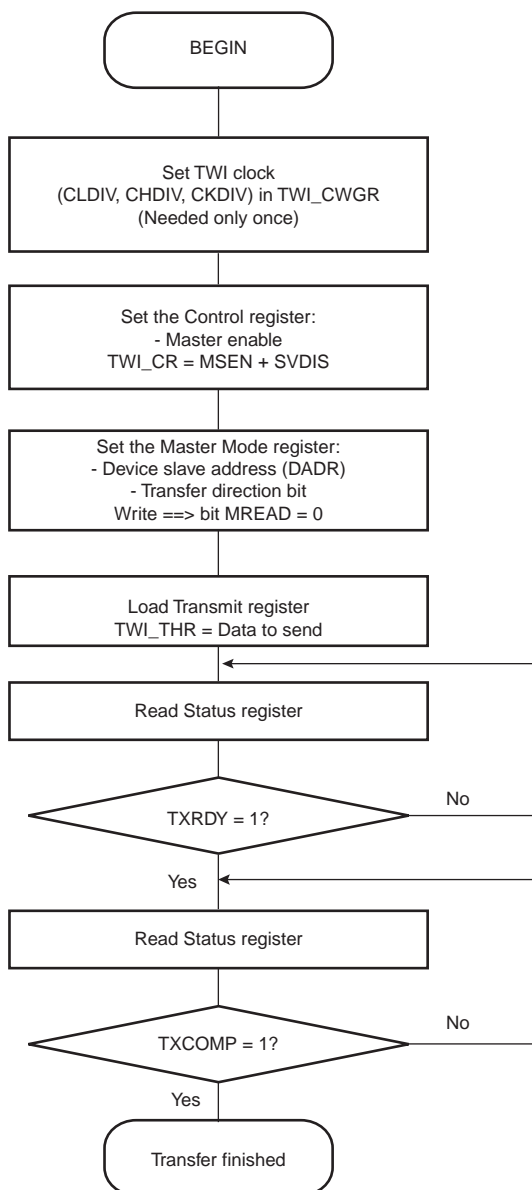 BEGIN
Set TWI clock
(CLDIV, CHDIV, CKDIV) in TWI_CWGR
(Needed only once)
Set the Control register:
- Master enable
TWI_CR = MSEN + SVDIS
Set the Master Mode register:
- Device slave address (DADR)
- Transfer direction bit
Write ==> bit MREAD = 0
Load Transmit register
TWI_THR = Data to send
Read Status register
TXRDY = 1?
No
Yes
Read Status register
TXCOMP = 1?
No
Yes
Transfer finished